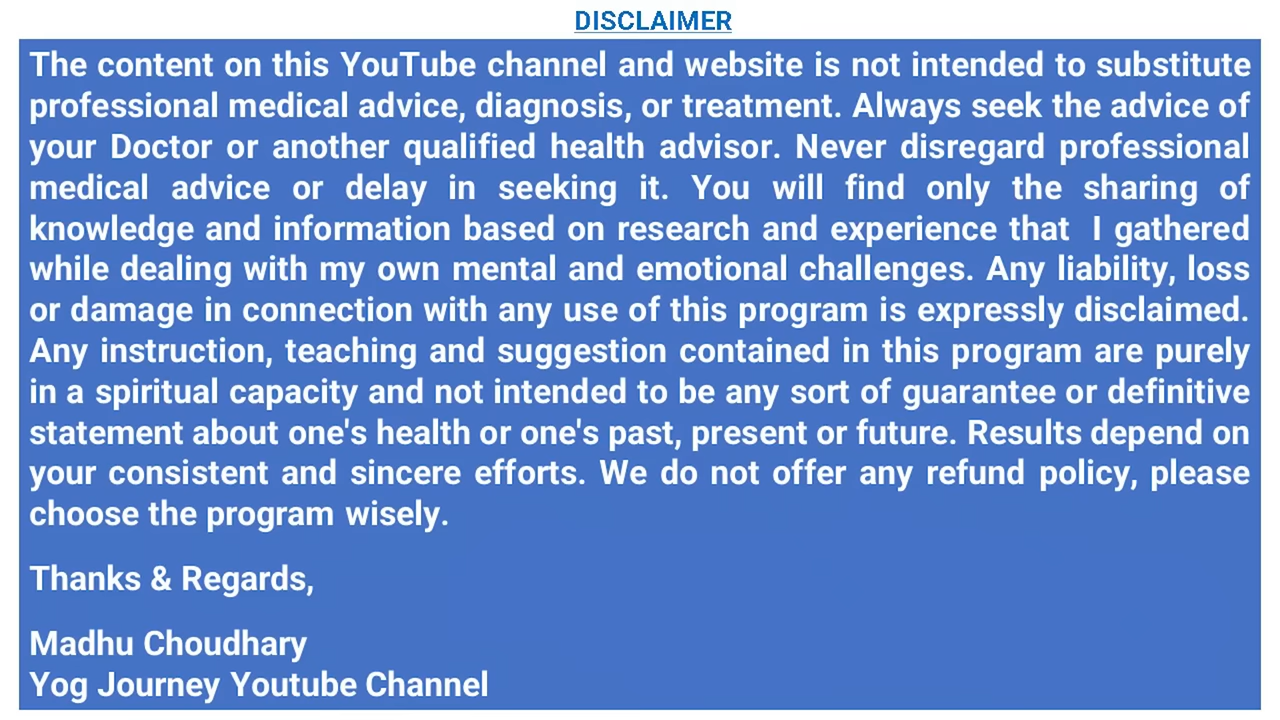 DISCLAIMER
The content on this YouTube channel and website is not intended to substitute
professional medical advice, diagnosis, or treatment. Always seek the advice of
your Doctor or another qualified health advisor. Never disregard professional
medical advice or delay in seeking it. You will find only the sharing of
knowledge and information based on research and experience that I gathered
while dealing with my own mental and emotional challenges. Any liability, loss
or damage in connection with any use of this program is expressly disclaimed.
Any instruction, teaching and suggestion contained in this program are purely
in a spiritual capacity and not intended to be any sort of guarantee or definitive
statement about one's health or one's past, present or future. Results depend on
your consistent and sincere efforts. We do not offer any refund policy, please
choose the program wisely.
Thanks & Regards,
Madhu Choudhary
Yog Journey Youtube Channel